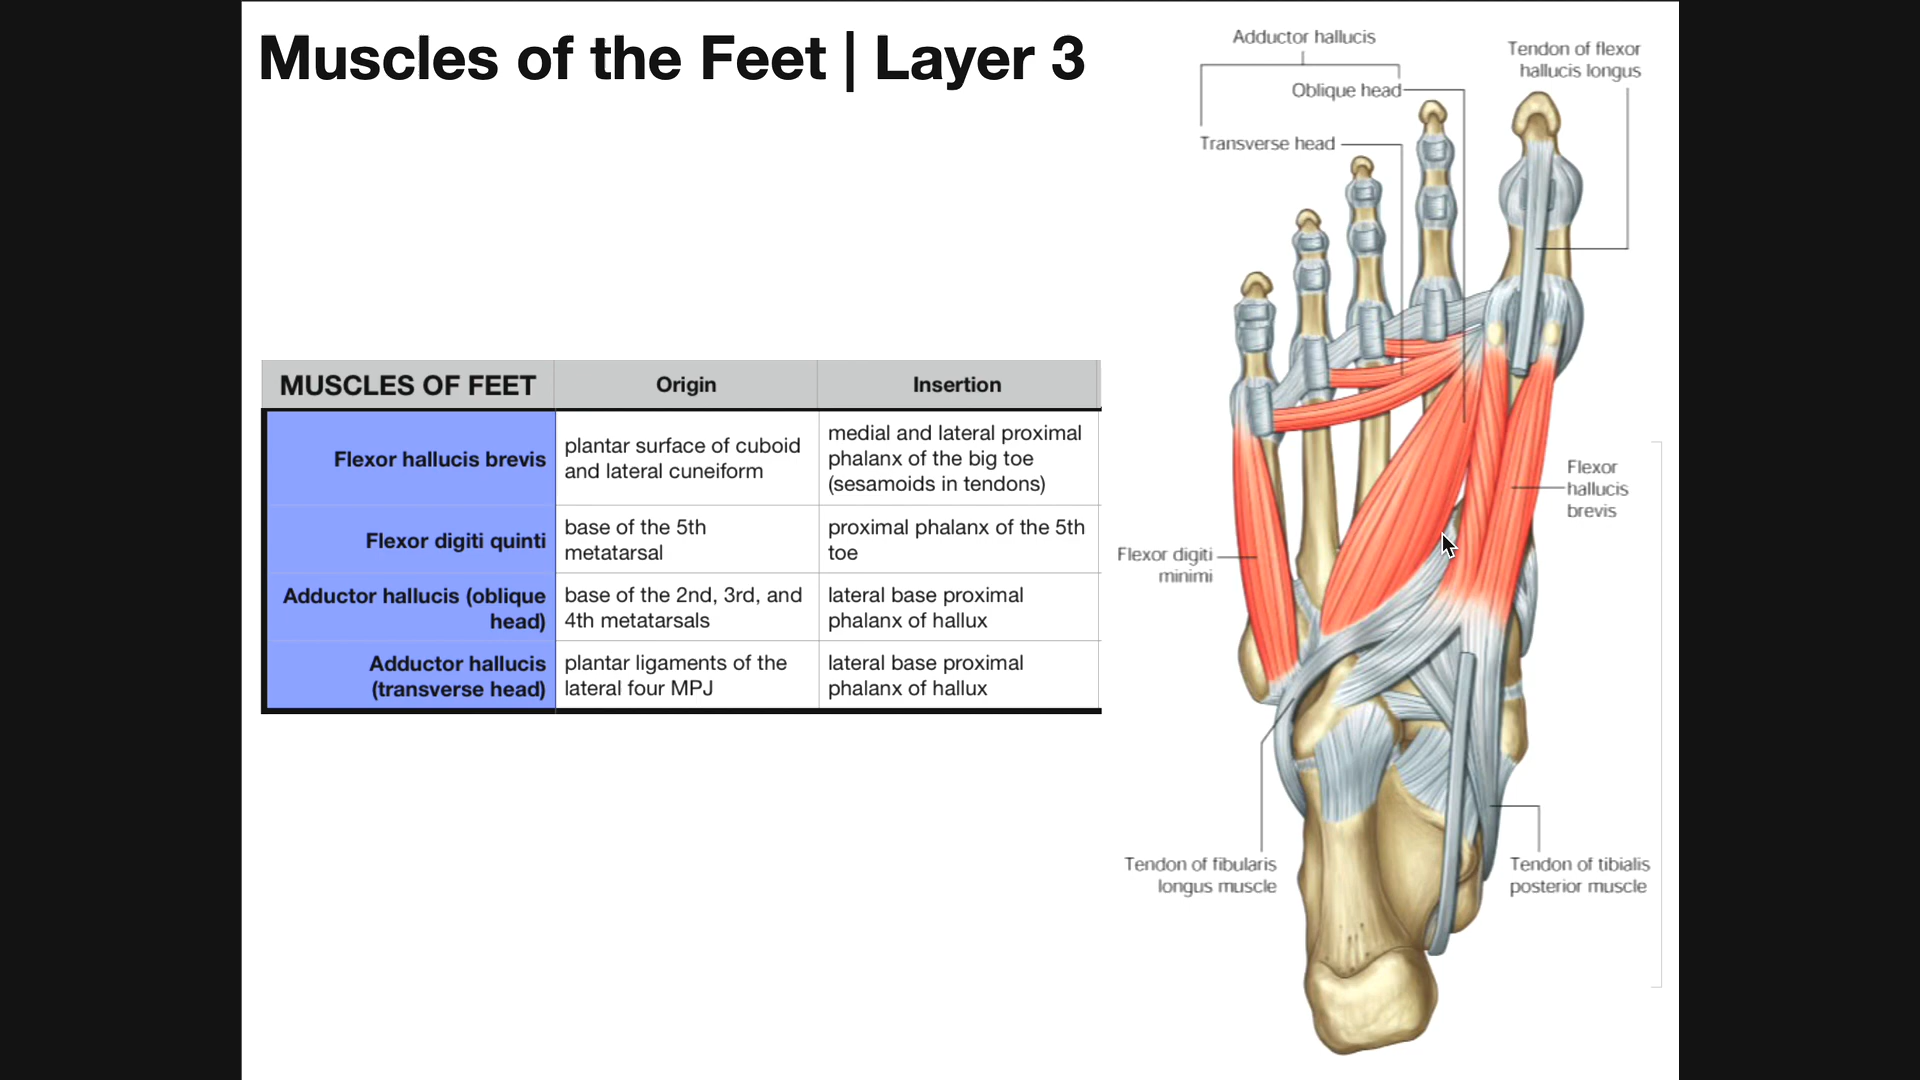 Muscles of the Feet | Layer 3
MUSCLES OF FEET
Origin
Insertion
Flexor hallucis brevis
plantar surface of cuboid
and lateral cuneiform
medial and lateral proximal
phalanx of the big toe
(sesamoids in tendons)
Flexor digiti quinti
base of the 5th
metatarsal
proximal phalanx of the 5th
toe
Adductor hallucis (oblique
head)
base of the 2nd, 3rd, and
4th metatarsals
lateral base proximal
phalanx of hallux
Adductor hallucis
(transverse head)
plantar ligaments of the
lateral four MPJ
lateral base proximal
phalanx of hallux
Adductor hallucis
Oblique head
Transverse head
Tendon of flexor
hallucis longus
Flexor
hallucis
brevis
Flexor digiti
minimi
Tendon of fibularis
longus muscle
Tendon of tibialis
posterior muscle